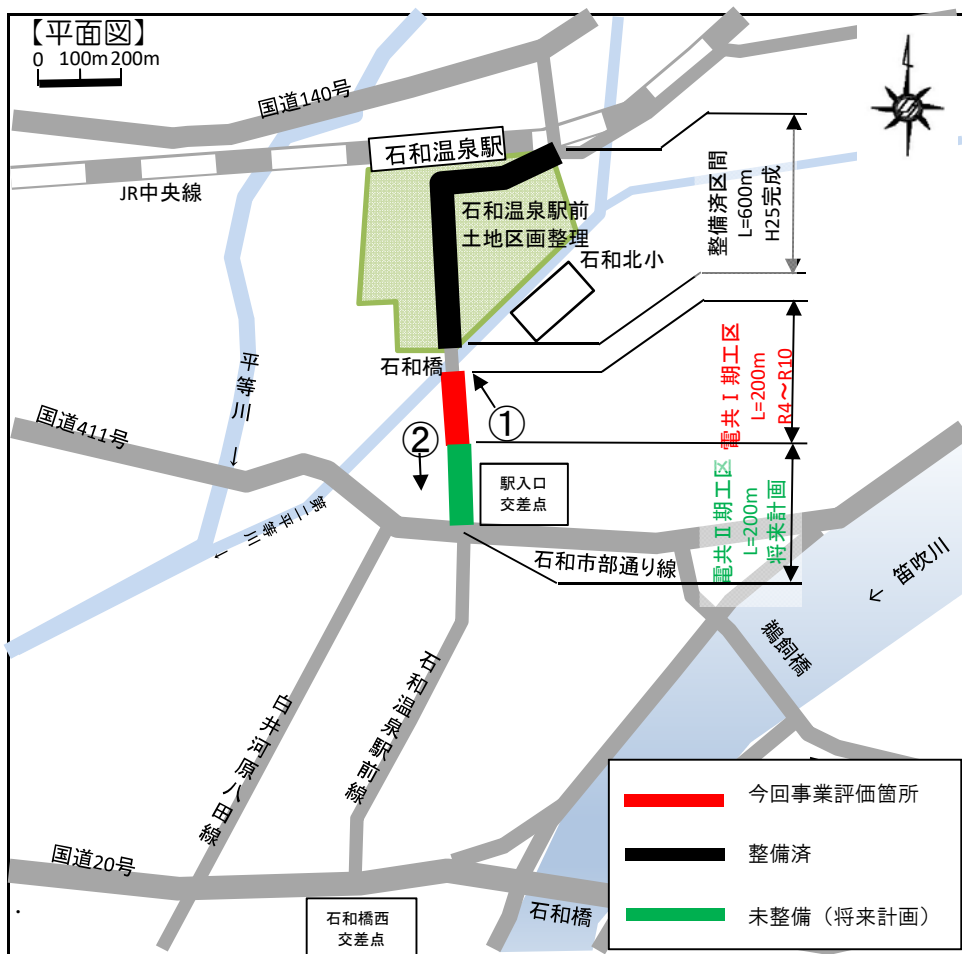 【平面図】
0 100m 200m
国道140号
石和温泉駅
JR中央線
石和温泉駅前
土地区画整理
石和北小
整備済区間
L=600m
H25完成
石和橋
平等川
↓
国道411号
①
②
電共Ⅰ期工区
L=200m
R4～R10
駅入口
交差点
電共Ⅱ期工区
L=200m
将来計画
第二平等川
↓
石和市部通り線
← 笛吹川
鵜飼橋
石和温泉駅前線
白井河原八田線
国道20号
石和橋西
交差点
石和橋
今回事業評価箇所
整備済
未整備（将来計画）